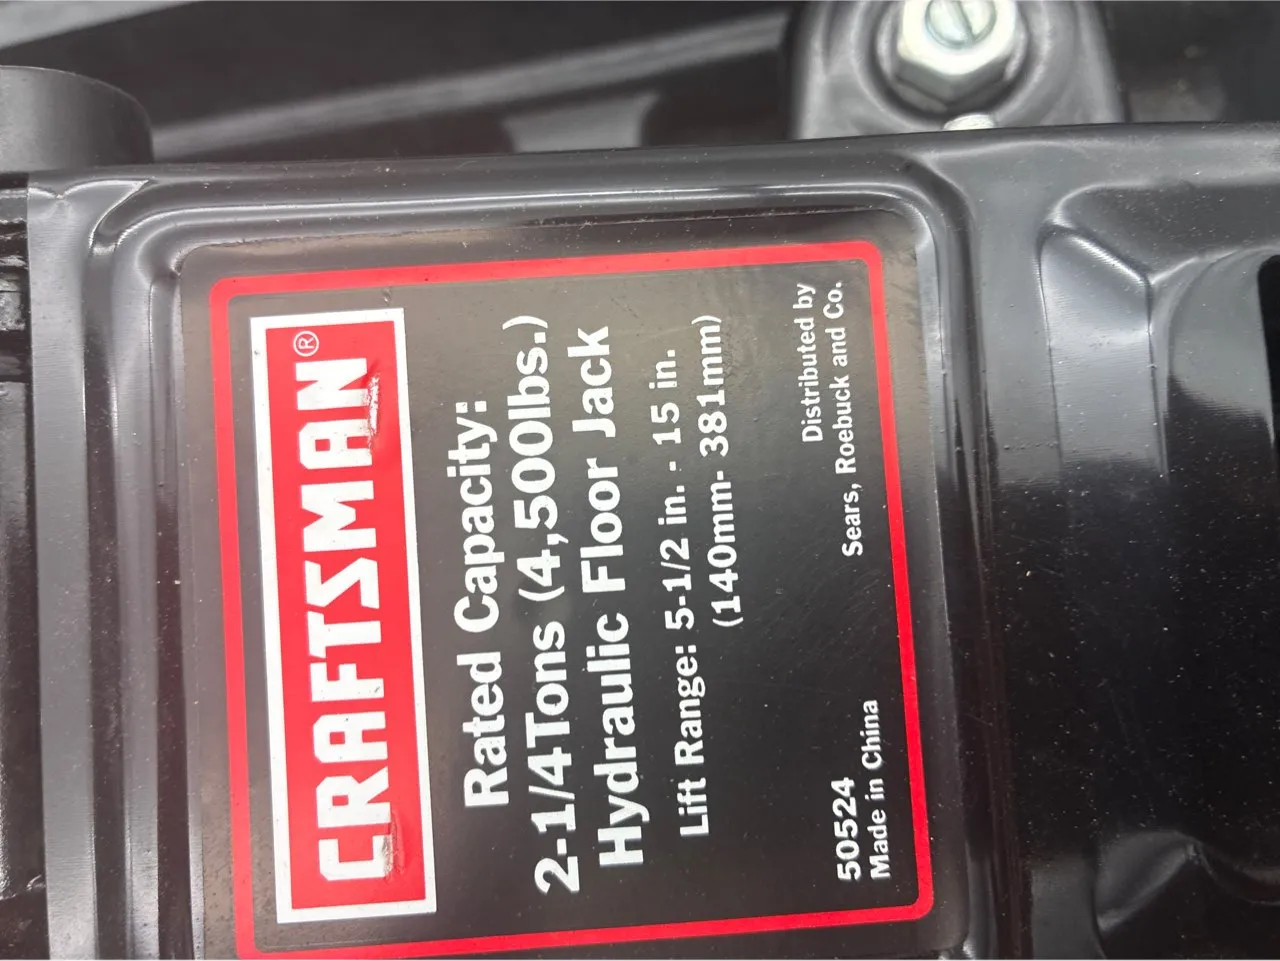 CRAFTSMAN®
Rated Capacity:
2-1/4Tons (4,500lbs.)
Hydraulic Floor Jack
Lift Range: 5-1/2 in. - 15 in.
(140mm- 381mm)
Distributed by
Sears, Roebuck and Co.
50524
Made in China